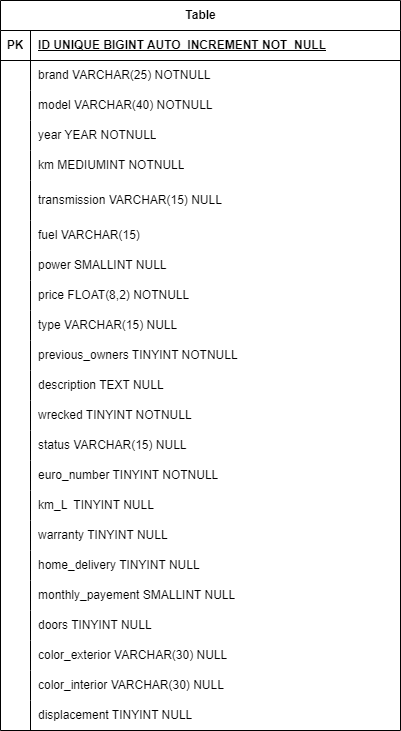 Table
PK ID UNIQUE BIGINT AUTO_INCREMENT NOT_NULL
brand VARCHAR(25) NOTNULL
model VARCHAR(40) NOTNULL
year YEAR NOTNULL
km MEDIUMINT NOTNULL
transmission VARCHAR(15) NULL
fuel VARCHAR(15)
power SMALLINT NULL
price FLOAT(8,2) NOTNULL
type VARCHAR(15) NULL
previous_owners TINYINT NOTNULL
description TEXT NULL
wrecked TINYINT NOTNULL
status VARCHAR(15) NULL
euro_number TINYINT NOTNULL
km_L  TINYINT NULL
warranty TINYINT NULL
home_delivery TINYINT NULL
monthly_payement SMALLINT NULL
doors TINYINT NULL
color_exterior VARCHAR(30) NULL
color_interior VARCHAR(30) NULL
displacement TINYINT NULL